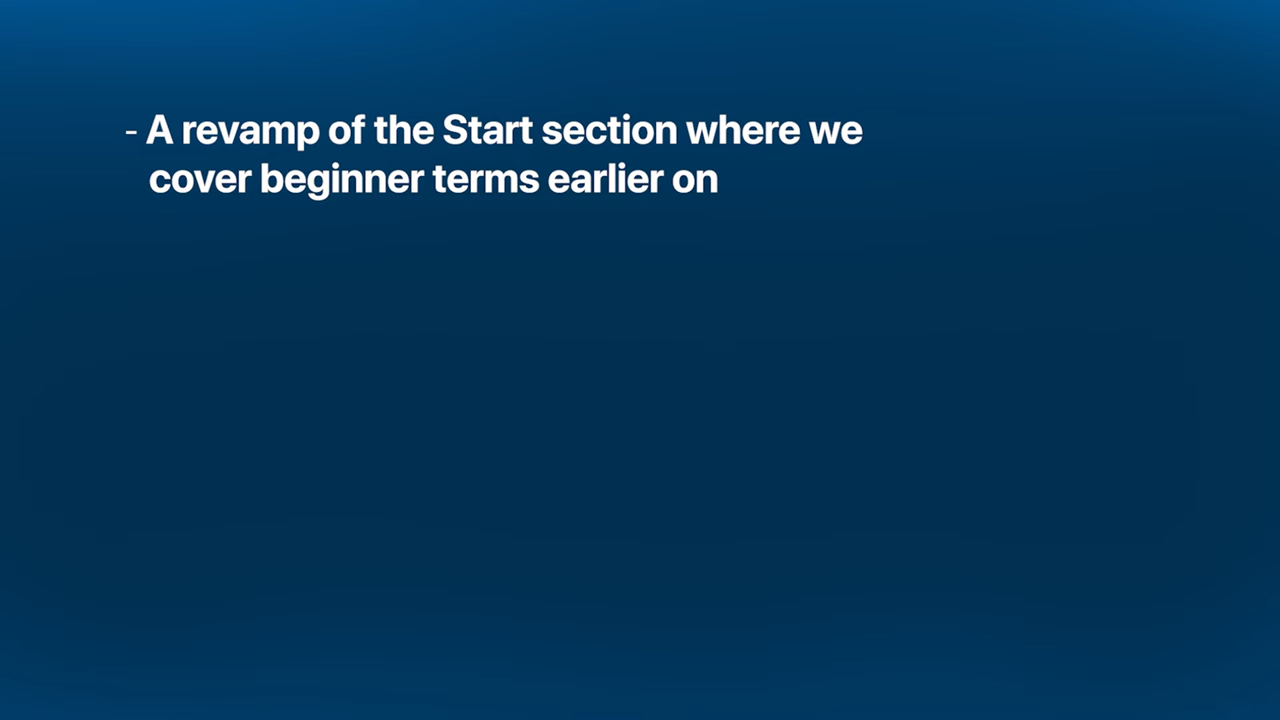 - A revamp of the Start section where we
cover beginner terms earlier on